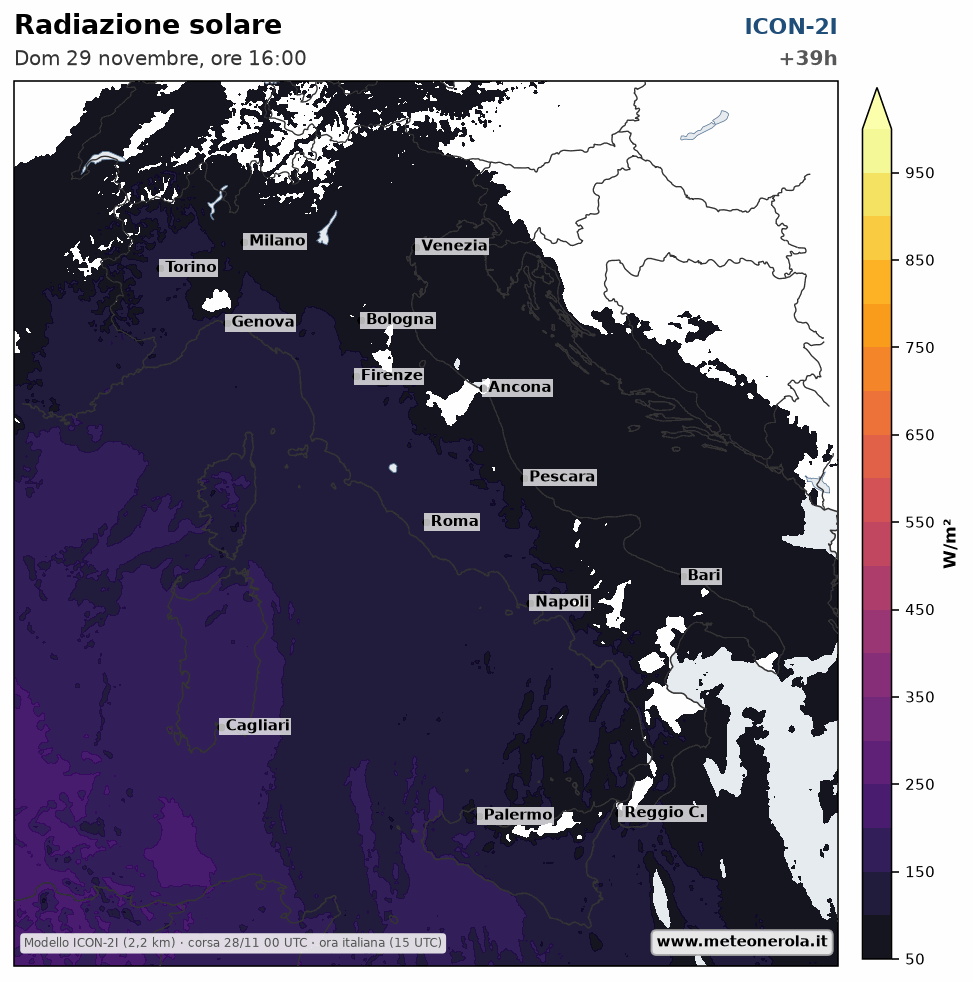 Radiazione solare
ICON-2I
Dom 29 novembre, ore 16:00
+39h
Milano
Venezia
Torino
Genova
Bologna
Firenze
Ancona
Pescara
Roma
Bari
Napoli
Cagliari
Palermo
Reggio C.
950
850
750
650
550
450
350
250
150
50
W/m²
Modello ICON-2I (2,2 km) · corsa 28/11 00 UTC · ora italiana (15 UTC)
www.meteonerola.it